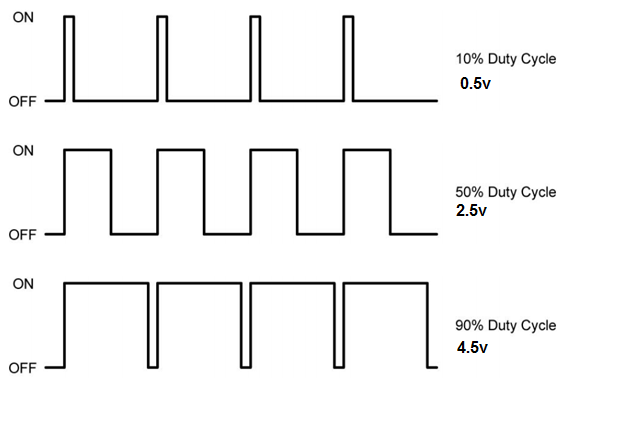 ON
10% Duty Cycle
0.5v
OFF
ON
50% Duty Cycle
2.5v
OFF
ON
90% Duty Cycle
4.5v
OFF